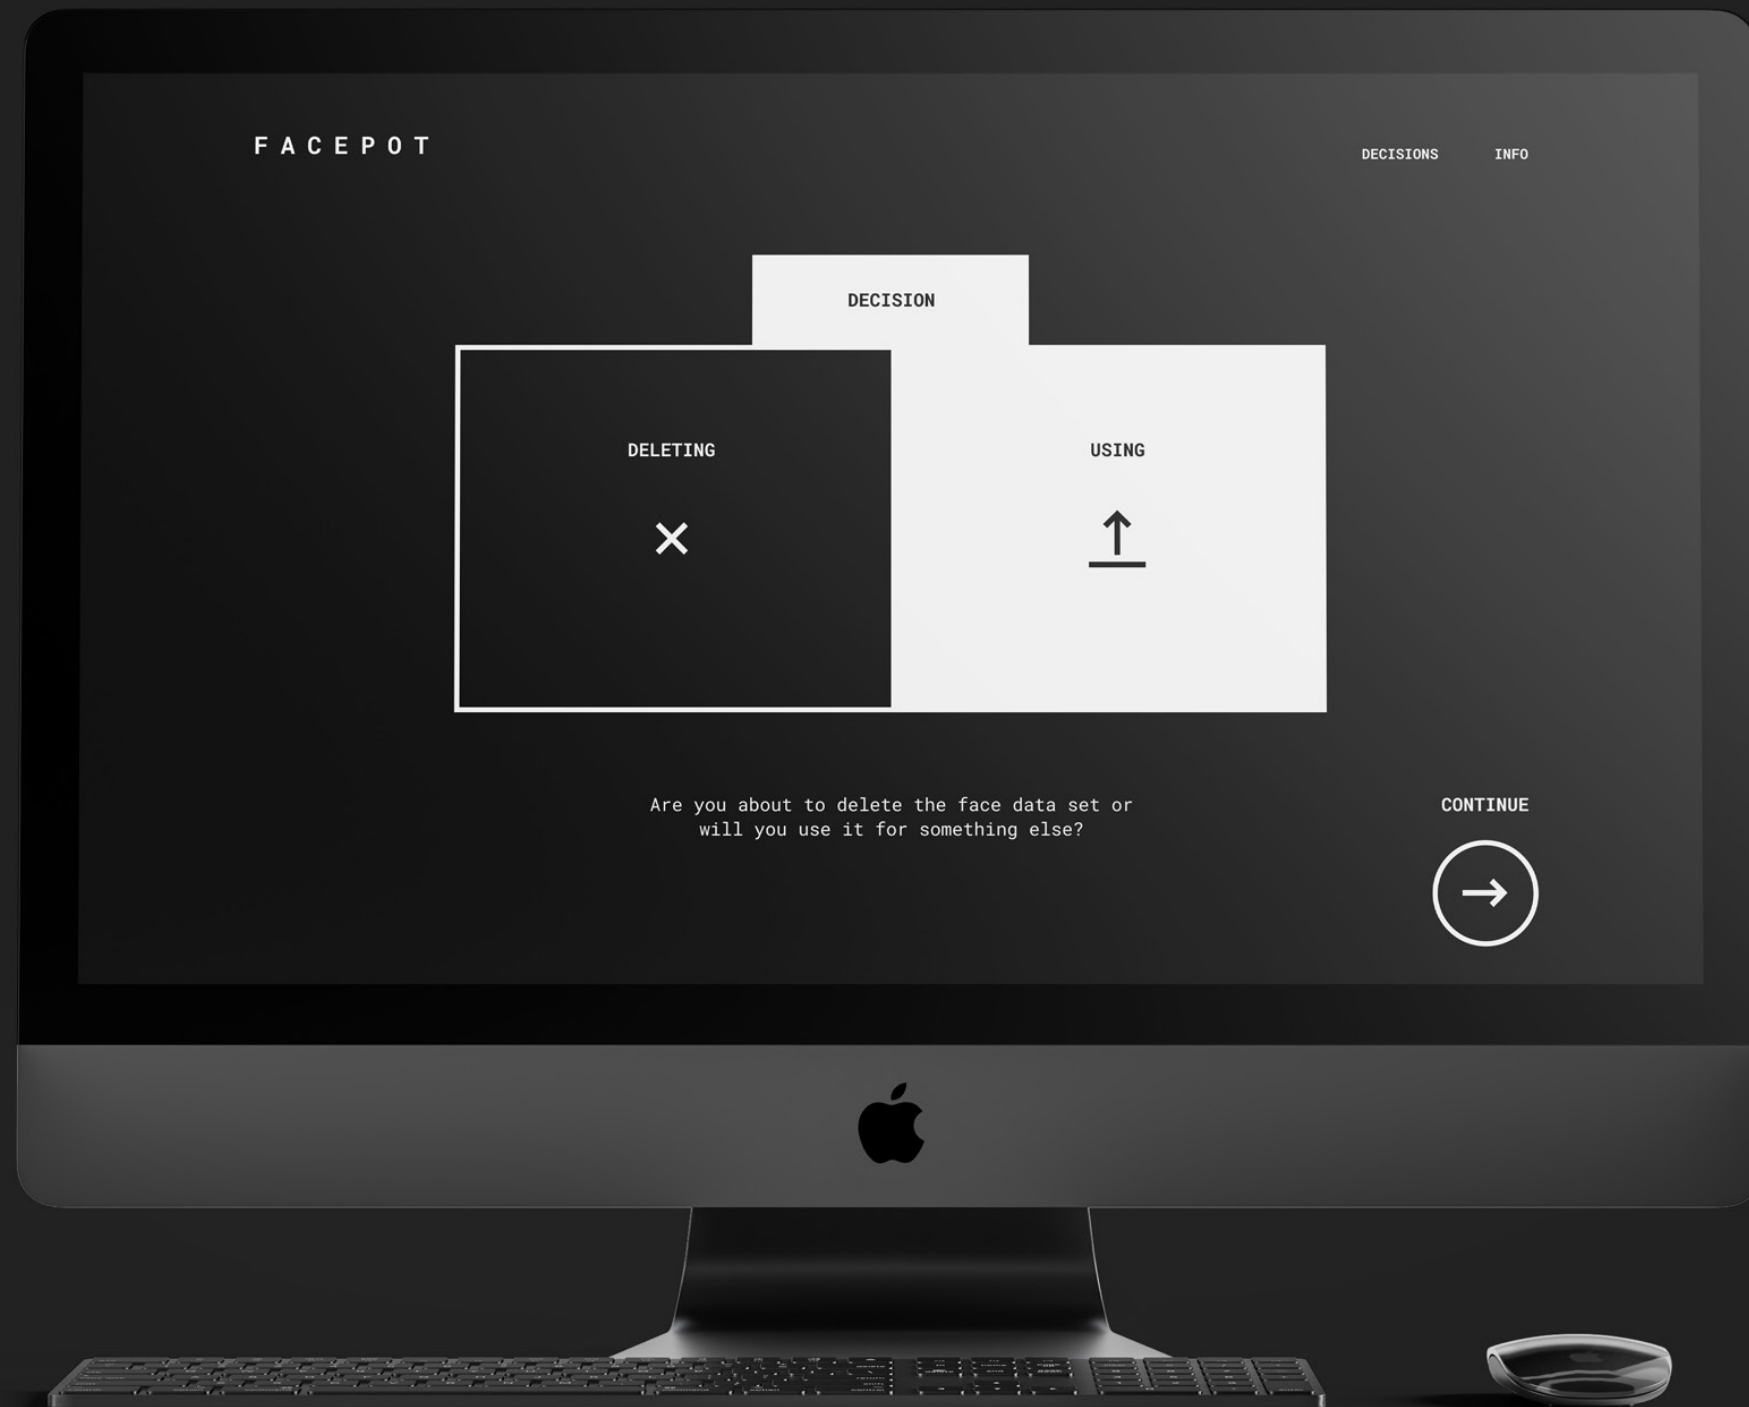 FACEPOT
DECISIONS
INFO
DECISION
DELETING
USING
Are you about to delete the face data set or
will you use it for something else?
CONTINUE